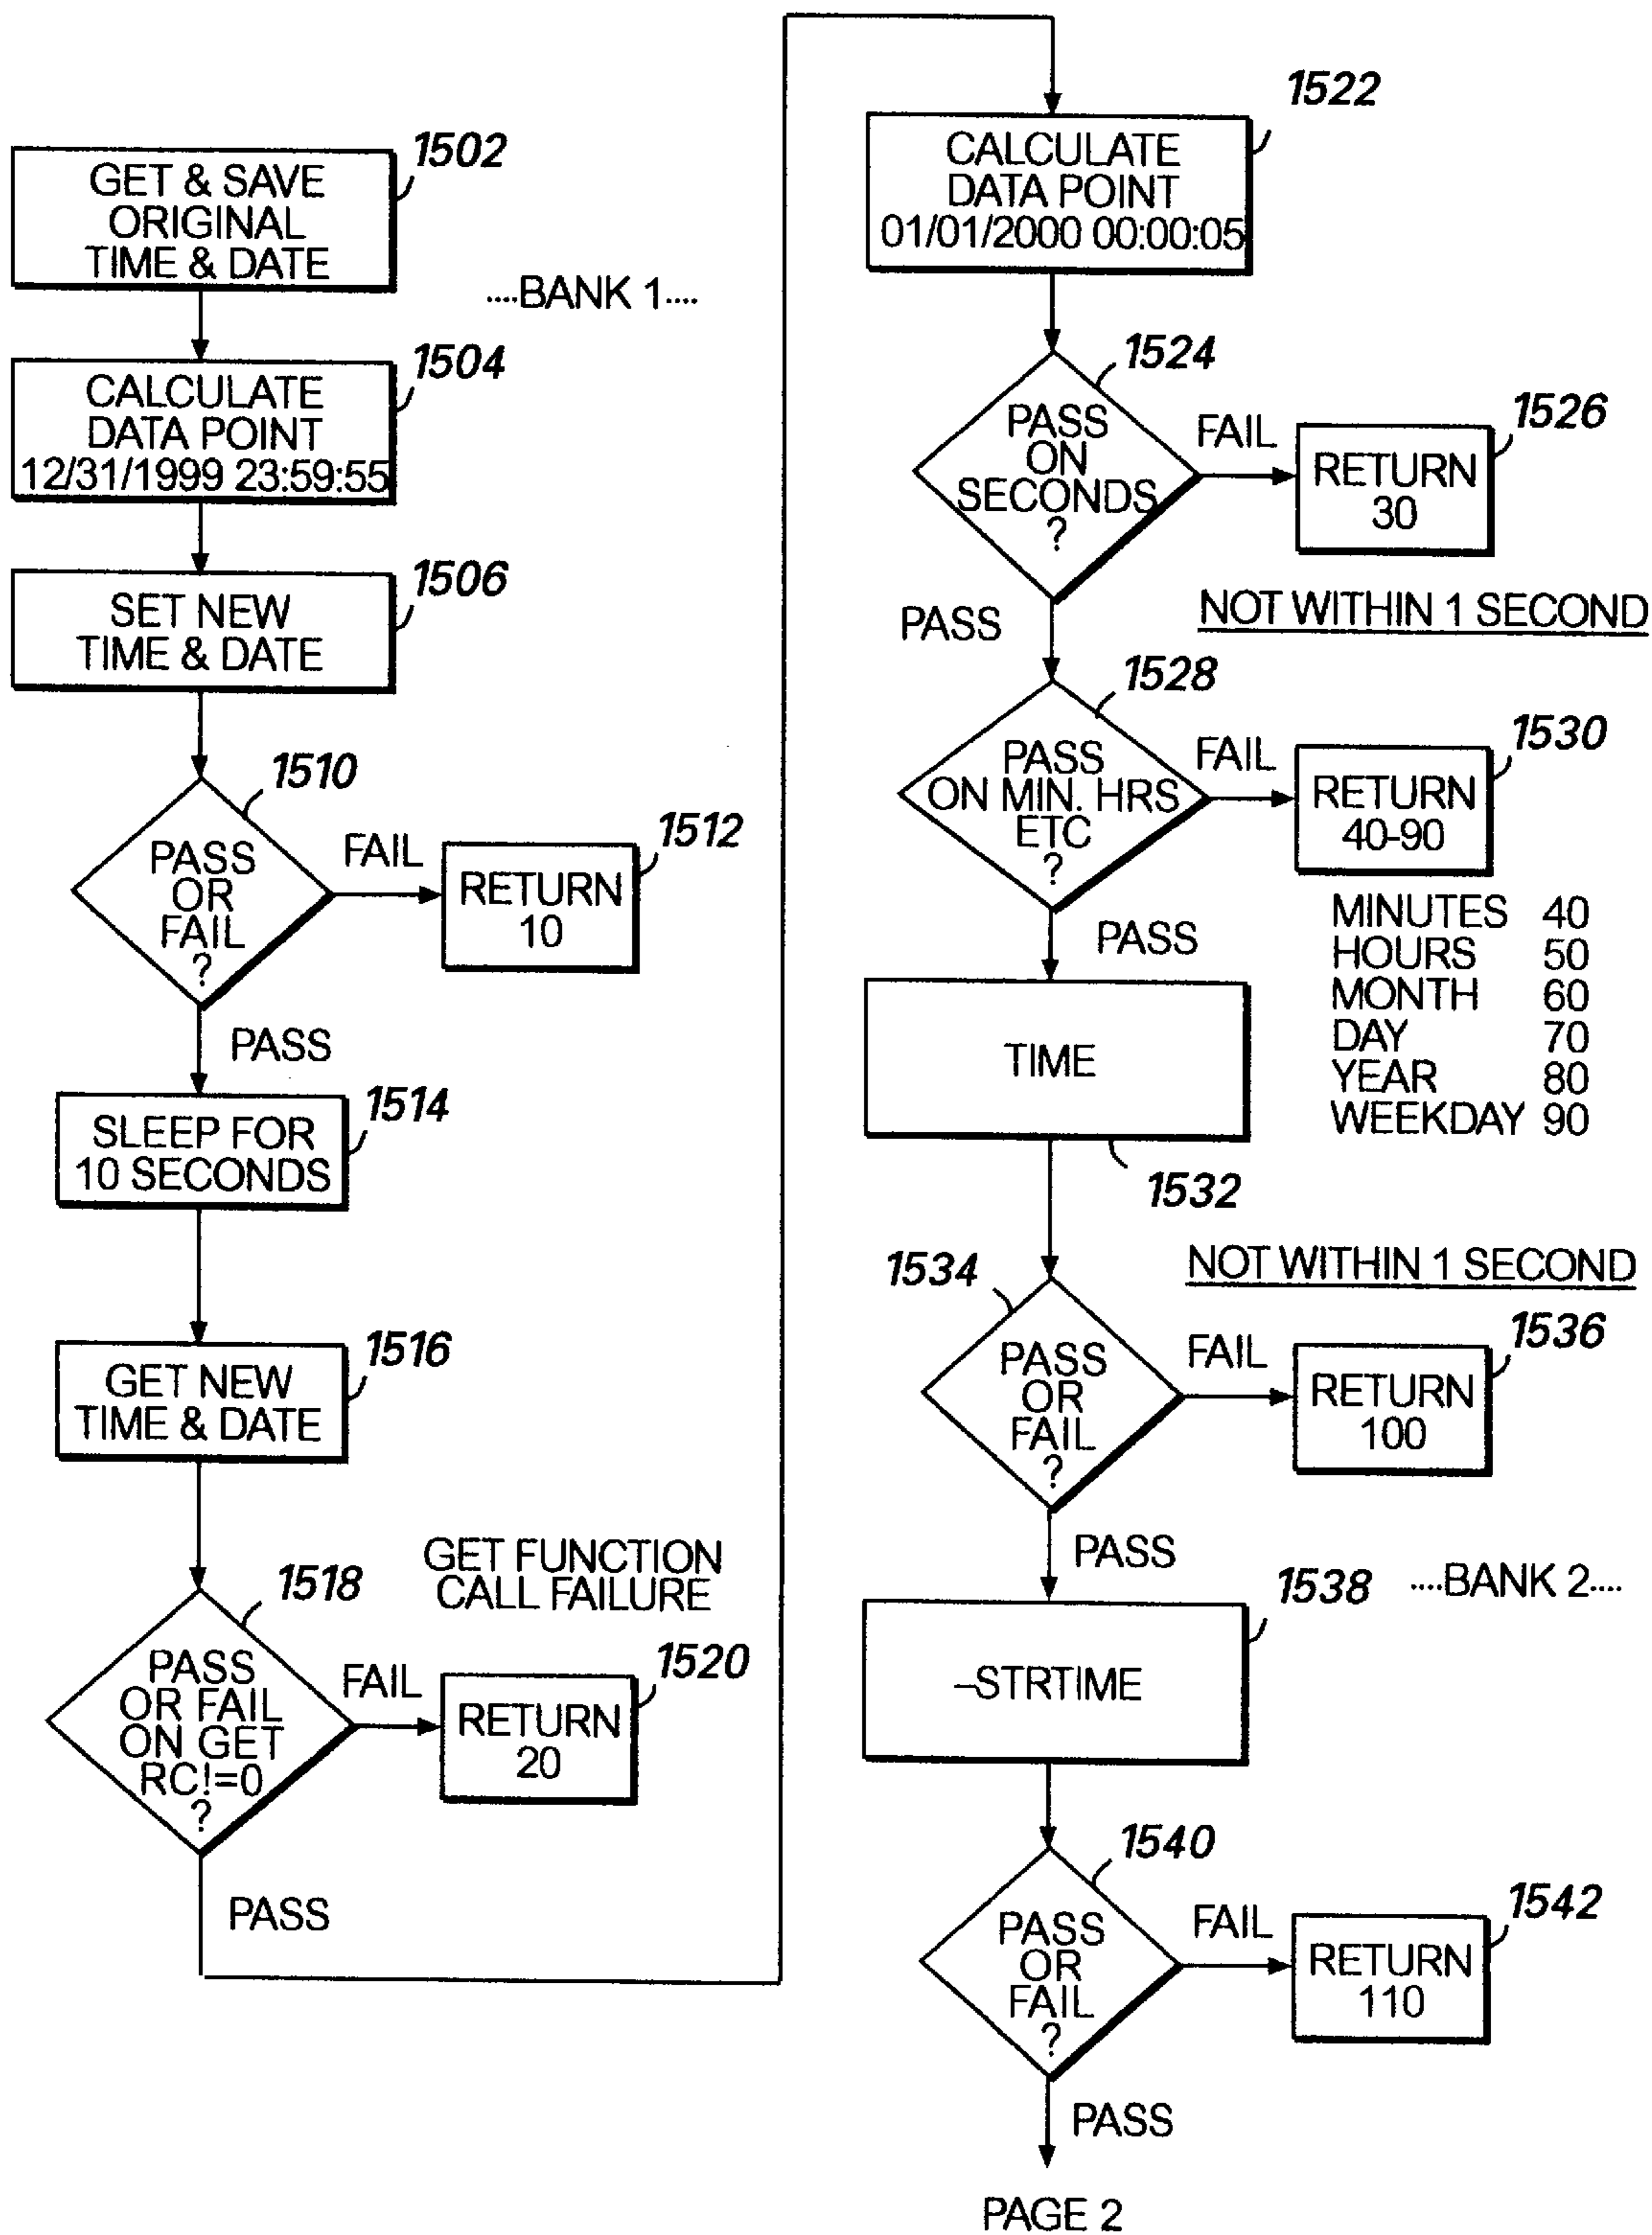 1502
GET & SAVE
ORIGINAL
TIME & DATE
....BANK 1....
1504
CALCULATE
DATA POINT
12/31/1999 23:59:55
1506
SET NEW
TIME & DATE
1510
PASS
OR
FAIL
?
FAIL
1512
RETURN
10
PASS
1514
SLEEP FOR
10 SECONDS
1516
GET NEW
TIME & DATE
GET FUNCTION
CALL FAILURE
1518
PASS
OR FAIL
ON GET
RC!=0
?
FAIL
1520
RETURN
20
PASS
1522
CALCULATE
DATA POINT
01/01/2000 00:00:05
1524
PASS
ON
SECONDS
?
FAIL
1526
RETURN
30
PASS
NOT WITHIN 1 SECOND
1528
PASS
ON MIN. HRS
ETC
?
FAIL
1530
RETURN
40-90
MINUTES 40
HOURS 50
MONTH 60
DAY 70
YEAR 80
WEEKDAY 90
PASS
TIME
1532
NOT WITHIN 1 SECOND
1534
PASS
OR
FAIL
?
FAIL
1536
RETURN
100
PASS
1538
....BANK 2....
–STRTIME
1540
PASS
OR
FAIL
?
FAIL
1542
RETURN
110
PASS
PAGE 2